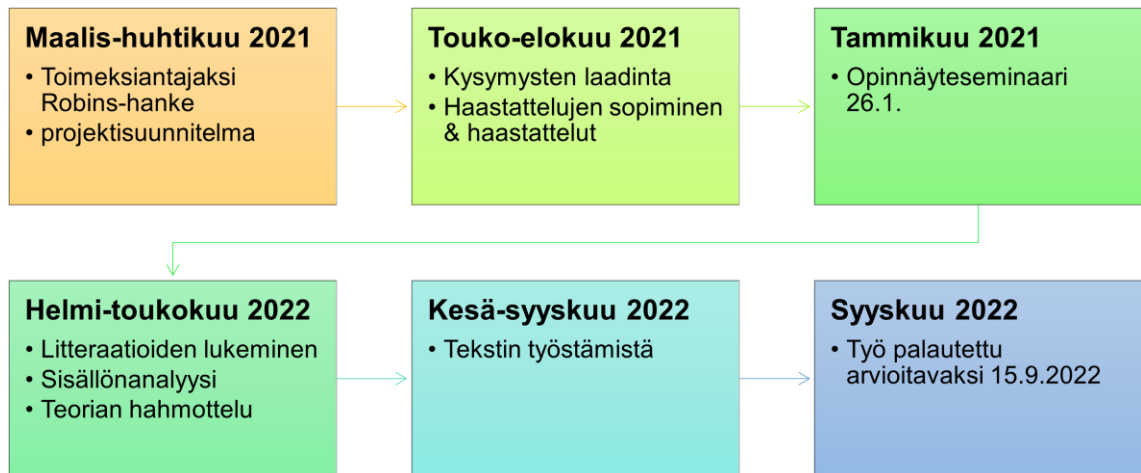 Maalis-huhtikuu 2021
• Toimeksiantajaksi
Robins-hanke
• projektisuunnitelma
Touko-elokuu 2021
• Kysymysten laadinta
• Haastattelujen sopiminen
& haastattelut
Tammikuu 2021
• Opinnäyteseminaari
26.1.
Helmi-toukokuu 2022
• Litteraatioiden lukeminen
• Sisällönanalyysi
• Teorian hahmottelu
Kesä-syyskuu 2022
• Tekstin työstämistä
Syyskuu 2022
• Työ palautettu
arvioitavaksi 15.9.2022